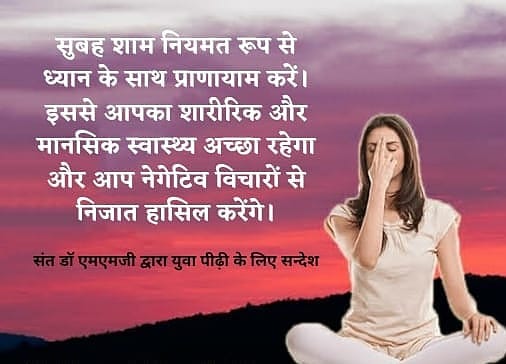 सुबह शाम नियमत रूप से
ध्यान के साथ प्राणायाम करें।
इससे आपका शारीरिक और
मानसिक स्वास्थ्य अच्छा रहेगा
और आप नेगेटिव विचारों से
निजात हासिल करेंगे।
संत डॉ एमएमजी द्वारा युवा पीढ़ी के लिए सन्देश